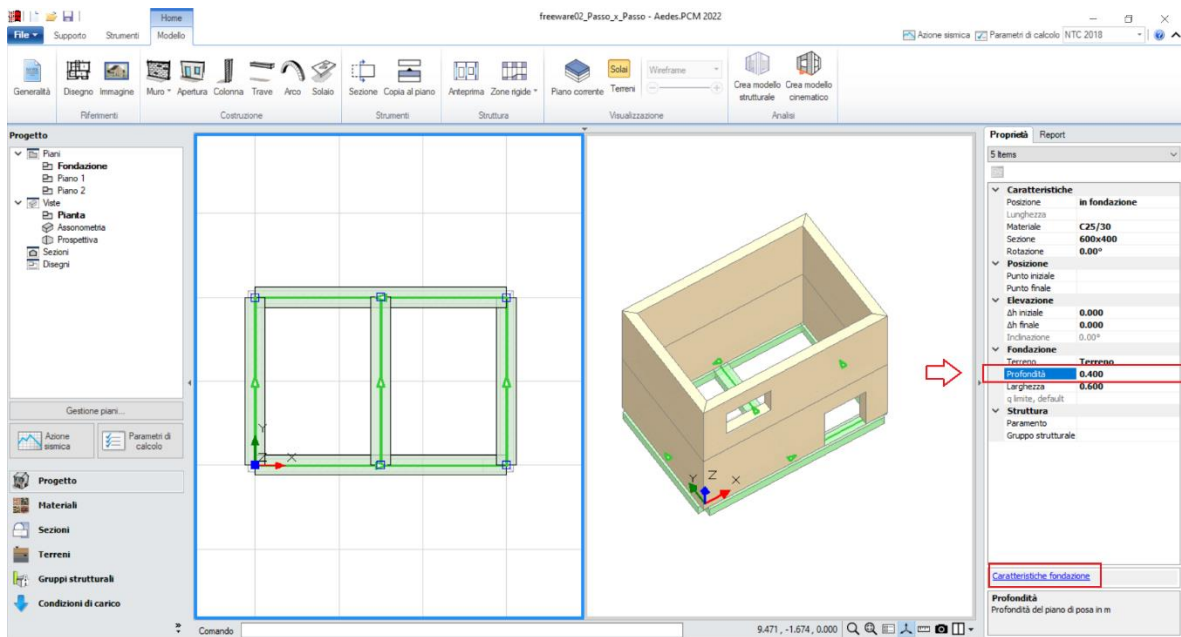 freeware02_Passo_x_Passo - Aedes.PCM 2022
Home
File Supporto Strumenti Modello
Azione sismica Parametri di calcolo NTC 2018
Generalità Disegno Immagine Muro Apertura Colonna Trave Arco Solaio Sezione Copia al piano Anteprima Zone rigide Piano corrente Solai Terreni Wireframe Crea modello strutturale Crea modello cinematico
Riferimenti Costruzione Strumenti Struttura Visualizzazione Analisi
Progetto
Piani
Fondazione
Piano 1
Piano 2
Viste
Pianta
Assonometria
Prospettiva
Sezioni
Disegni
Gestione piani...
Azione sismica
Parametri di calcolo
Progetto
Materiali
Sezioni
Terreni
Gruppi strutturali
Condizioni di carico
Y
Z X
Y Z X
Proprietà Report
5 Items
Caratteristiche
Posizione in fondazione
Lunghezza
Materiale C25/30
Sezione 600x400
Rotazione 0.00°
Posizione
Punto iniziale
Punto finale
Elevazione
Δh iniziale 0.000
Δh finale 0.000
Inclinazione 0.00°
Fondazione
Terreno Terreno
Profondità 0.400
Larghezza 0.600
q limite, default
Struttura
Paramento
Gruppo strutturale
Caratteristiche fondazione
Profondità
Profondità del piano di posa in m
Comando
9.471 , -1.674 , 0.000